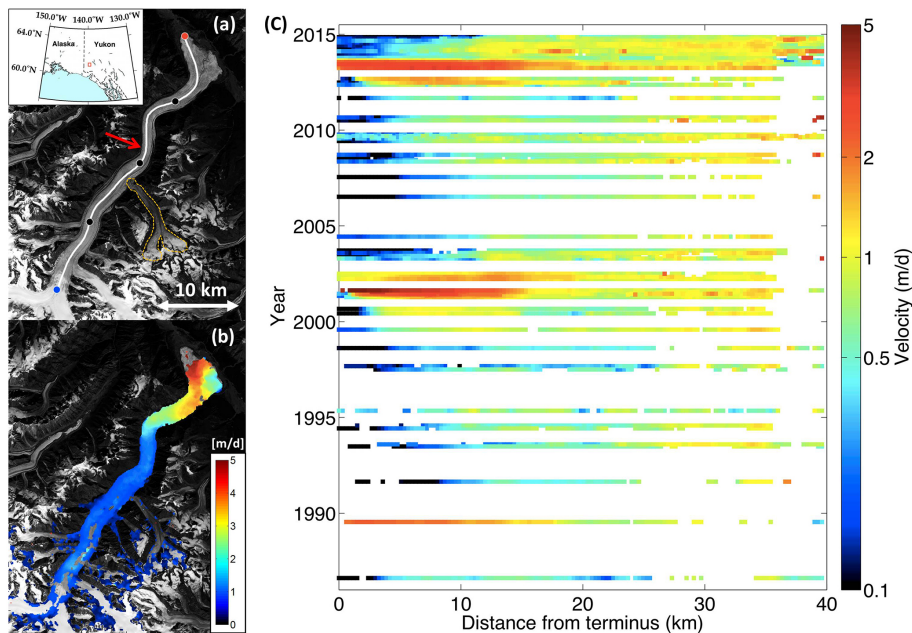 150.0°W 140.0°W 130.0°W
64.0°N
Alaska Yukon
60.0°N
(a)
10 km
(b)
[m/d]
5
4
3
2
1
0
(C)
2015
2010
2005
2000
1995
1990
Year
0 10 20 30 40
Distance from terminus (km)
5
2
1
0.5
0.1
Velocity (m/d)